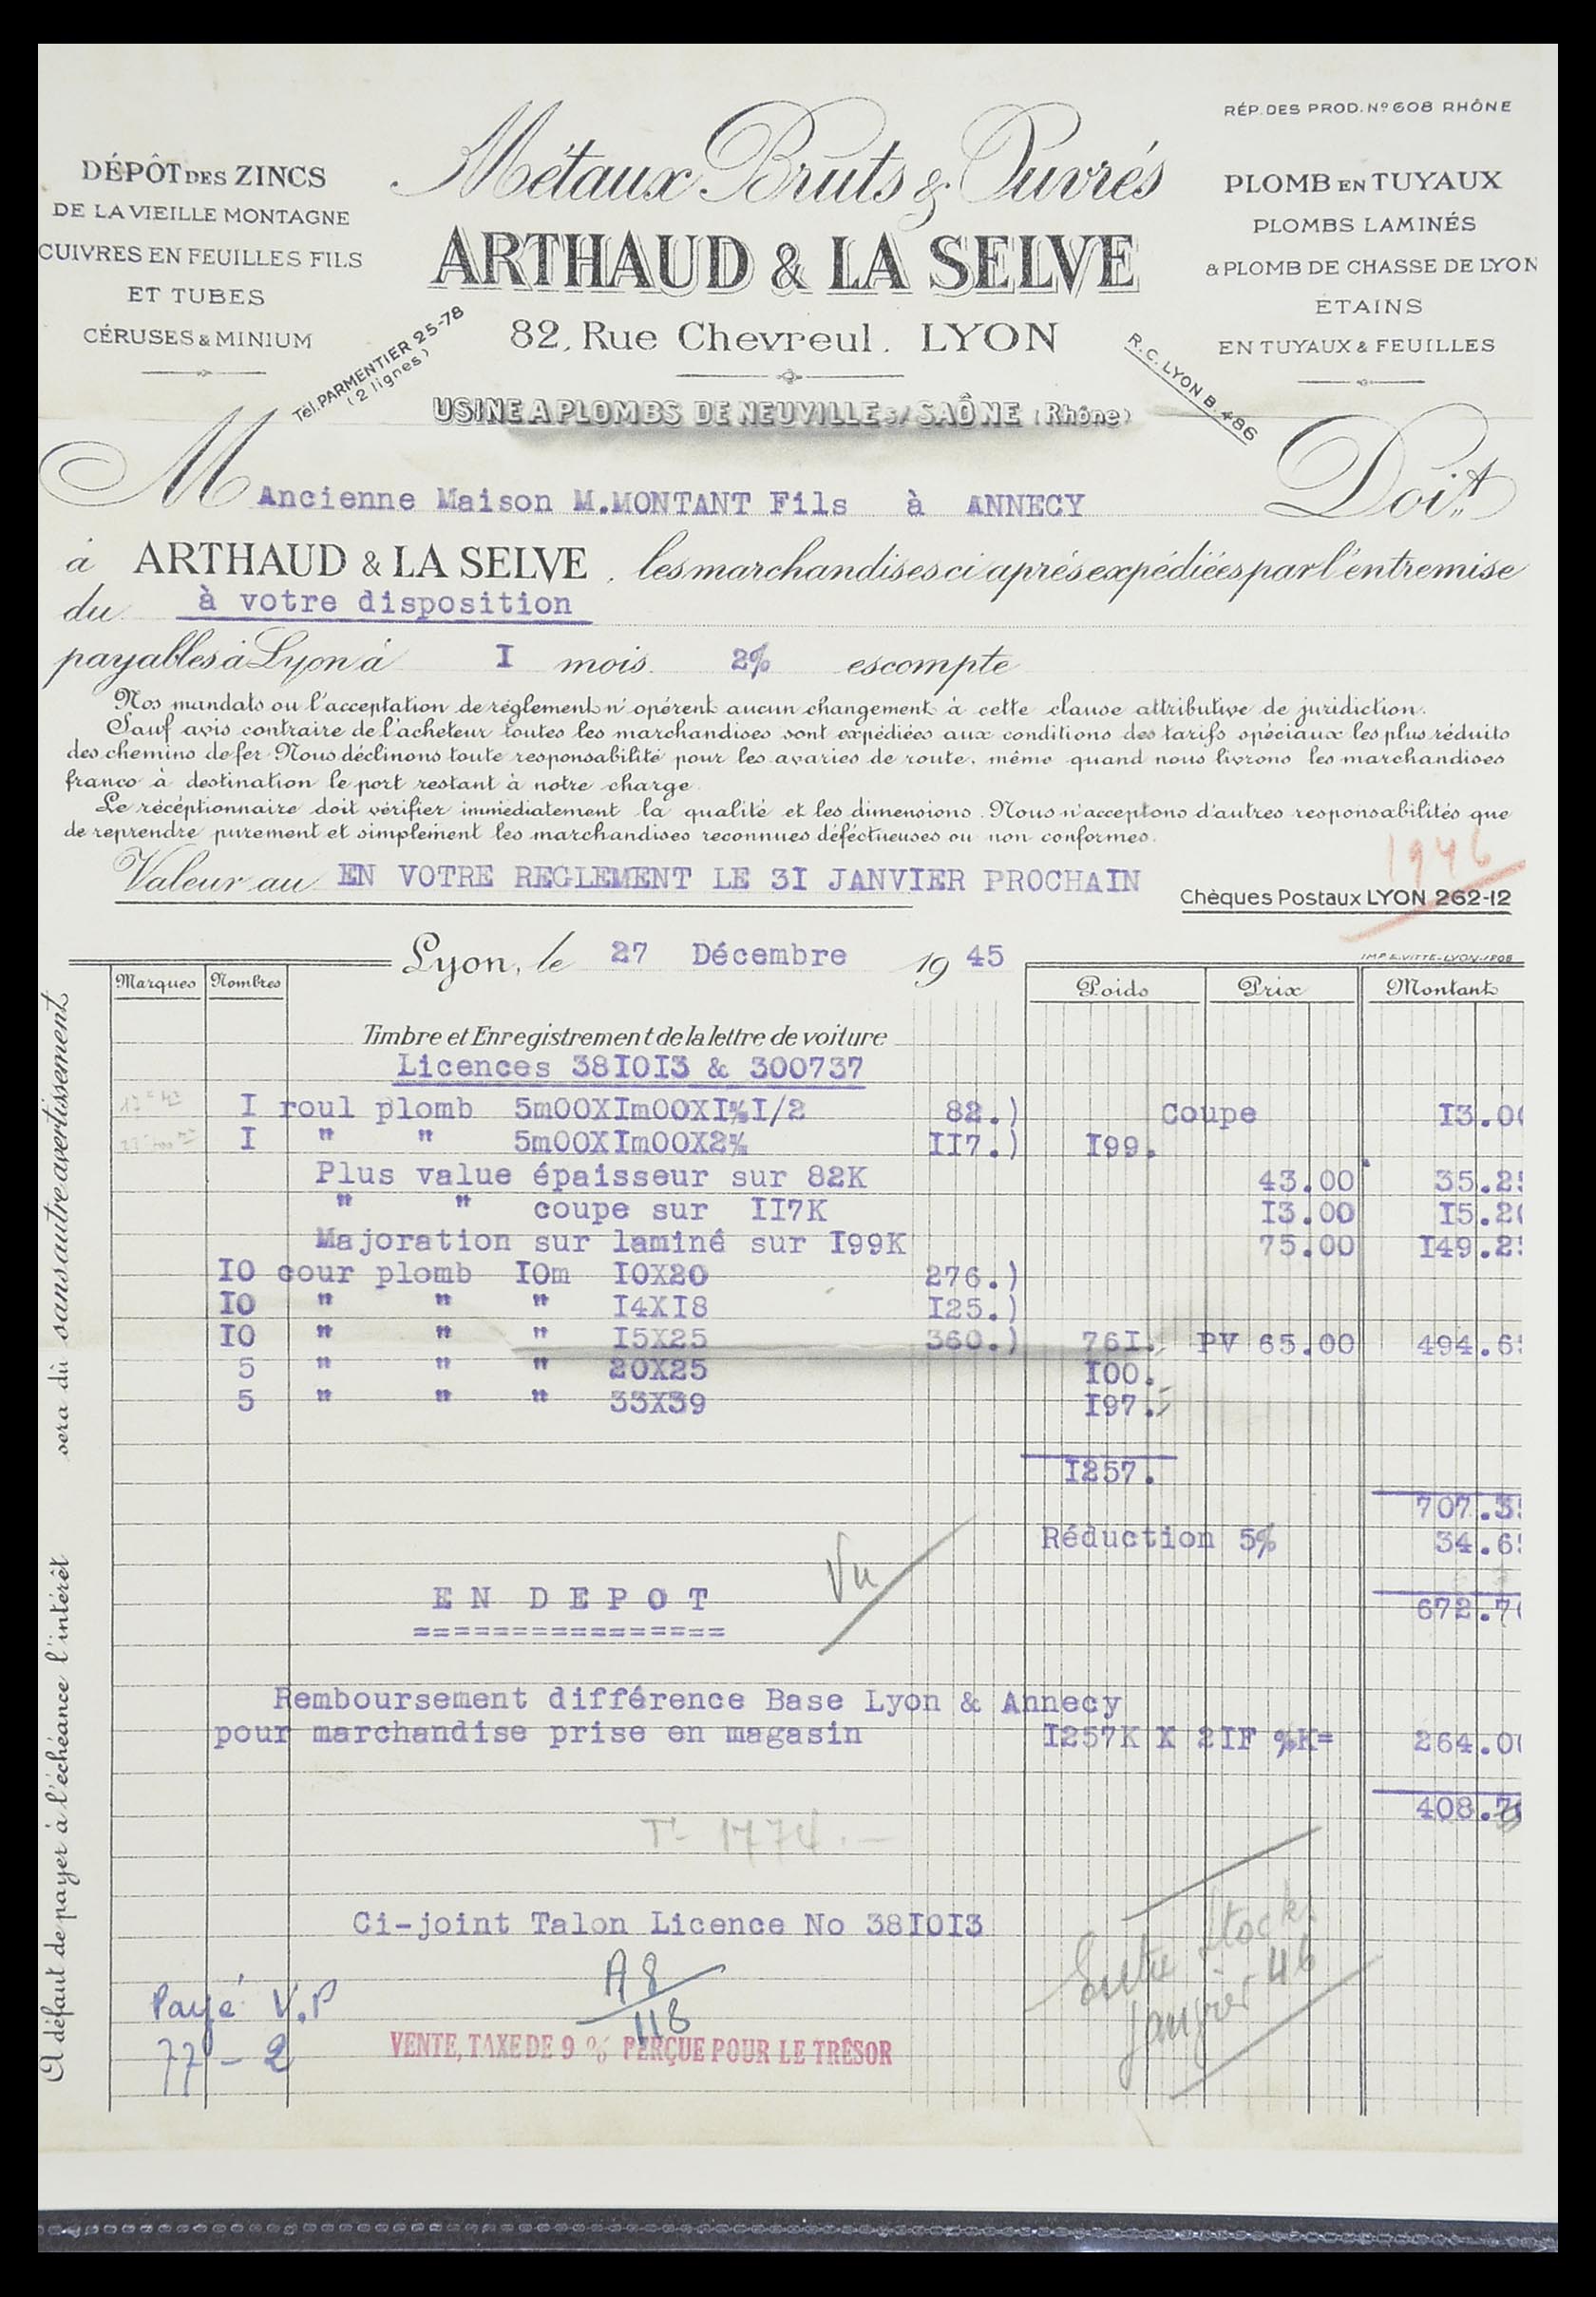 RÉP. DES PROD. Nº 608 RHÔNE
Métaux Bruts & Ouvrés
ARTHAUD & LA SELVE
82, Rue Chevreul. LYON
USINE A PLOMBS DE NEUVILLE s/ SAÔNE (Rhône)
DÉPÔT DES ZINCS
DE LA VIEILLE MONTAGNE
CUIVRES EN FEUILLES FILS
ET TUBES
CÉRUSES & MINIUM
Tél. PARMENTIER 25-78
(2 lignes)
PLOMB EN TUYAUX
PLOMBS LAMINÉS
& PLOMB DE CHASSE DE LYON
ÉTAINS
EN TUYAUX & FEUILLES
R.C. LYON B. 486
M Ancienne Maison M.MONTANT Fils à ANNECY Doit
à ARTHAUD & LA SELVE, les marchandises ci après expédiées par l'entremise
du à votre disposition
payables à Lyon à I mois 2% escompte
Nos mandats ou l'acceptation de réglements n'opérent aucun changement à cette clause attributive de juridiction.
Sauf avis contraire de l'acheteur toutes les marchandises sont expédiées aux conditions des tarifs spéciaux les plus réduits
des chemins de fer. Nous déclinons toute responsabilité pour les avaries de route, même quand nous livrons les marchandises
franco à destination le port restant à notre charge.
Le récéptionnaire doit vérifier immédiatement la qualité et les dimensions. Nous n'acceptons d'autres responsabilités que
de reprendre purement et simplement les marchandises reconnues défectueuses ou non conformes.
1946
Valeur au EN VOTRE REGLEMENT LE 3I JANVIER PROCHAIN
Chèques Postaux LYON 262-12
Lyon, le 27 Décembre 1945
IMP. E. VITTE-LYON-1808
Marques Nombres Poids Prix Montants
Timbre et Enregistrement de la lettre de voiture
Licences 38I0I3 & 300737
I roul plomb 5m00XIm00XI%I/2 82.) Coupe I3.0
I " " 5m00XIm00X2% II7.) I99.
Plus value épaisseur sur 82K 43.00 35.2
" " coupe sur II7K I3.00 I5.2
Majoration sur laminé sur I99K 75.00 I49.2
I0 cour plomb I0m I0X20 276.)
I0 " " " I4XI8 I25.)
I0 " " " I5X25 360.) 76I. PV 65.00 494.6
5 " " " 20X25 I00.
5 " " " 33X39 I97.
I257.
707.3
Réduction 5% 34.6
Vu
EN DEPOT
================
672.7
Remboursement différence Base Lyon & Annecy
pour marchandise prise en magasin I257K X 2IF %K= 264.0
408.7
T- 1774.-
Ci-joint Talon Licence No 38I0I3
Entre stocks
Janvier 46
A 8
118
Payé V.P
77-2
VENTE, TAXE DE 9 % PERÇUE POUR LE TRÉSOR
A défaut de payer à l'échéance l'intérêt sera dû sans autre avertissement